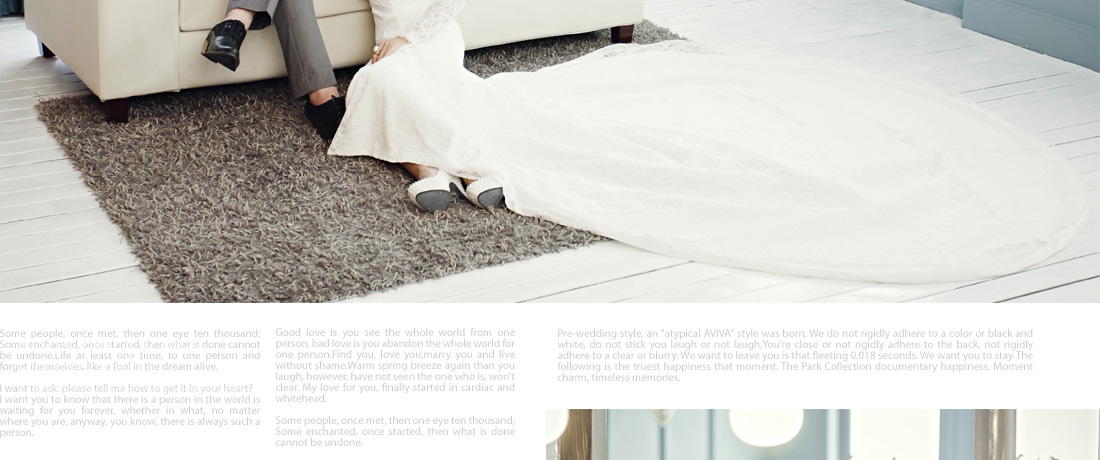 Some people, once met, then one eye ten thousand;
Some enchanted, once started, then what is done cannot
be undone.Life at least one time, to one person and
forget themselves, like a fool in the dream alive.
I want to ask: please tell me how to get it in your heart?
I want you to know that there is a person in the world is
waiting for you forever, whether in what, no matter
where you are, anyway, you know, there is always such a
person.
Good love is you see the whole world from one
person, bad love is you abandon the whole world for
one person.Find you, love you,marry you and live
without shame.Warm spring breeze again than you
laugh, however, have not seen the one who is, won't
clear. My love for you, finally started in cardiac and
whitehead.
Some people, once met, then one eye ten thousand;
Some enchanted, once started, then what is done
cannot be undone.
Pre-wedding style, an "atypical AVIVA" style was born. We do not rigidly adhere to a color or black and
white, do not stick you laugh or not laugh,You're close or not rigidly adhere to the back, not rigidly
adhere to a clear or blurry. We want to leave you is that fleeting 0.018 seconds. We want you to stay.The
following is the truest happiness that moment. The Park Collection documentary happiness. Moment
charm, timeless memories.